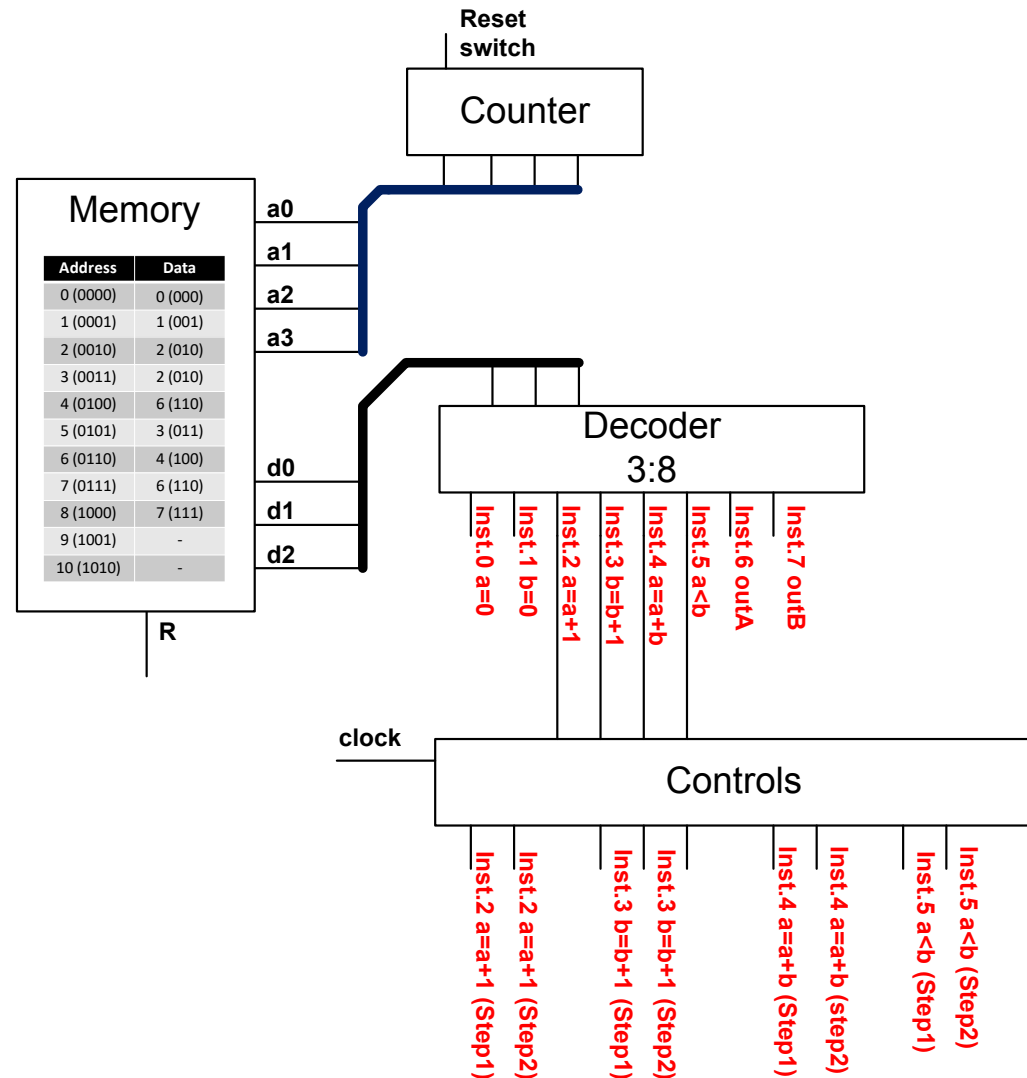 Reset
switch
Counter
Memory
Address Data
0 (0000) 0 (000)
1 (0001) 1 (001)
2 (0010) 2 (010)
3 (0011) 2 (010)
4 (0100) 6 (110)
5 (0101) 3 (011)
6 (0110) 4 (100)
7 (0111) 6 (110)
8 (1000) 7 (111)
9 (1001) -
10 (1010) -
a0
a1
a2
a3
d0
d1
d2
R
Decoder
3:8
Inst.0 a=0
Inst.1 b=0
Inst.2 a=a+1
Inst.3 b=b+1
Inst.4 a=a+b
Inst.5 a<b
Inst.6 outA
Inst.7 outB
clock
Controls
Inst.2 a=a+1 (Step1)
Inst.2 a=a+1 (Step2)
Inst.3 b=b+1 (Step1)
Inst.3 b=b+1 (Step2)
Inst.4 a=a+b (Step1)
Inst.4 a=a+b (step2)
Inst.5 a<b (Step1)
Inst.5 a<b (Step2)